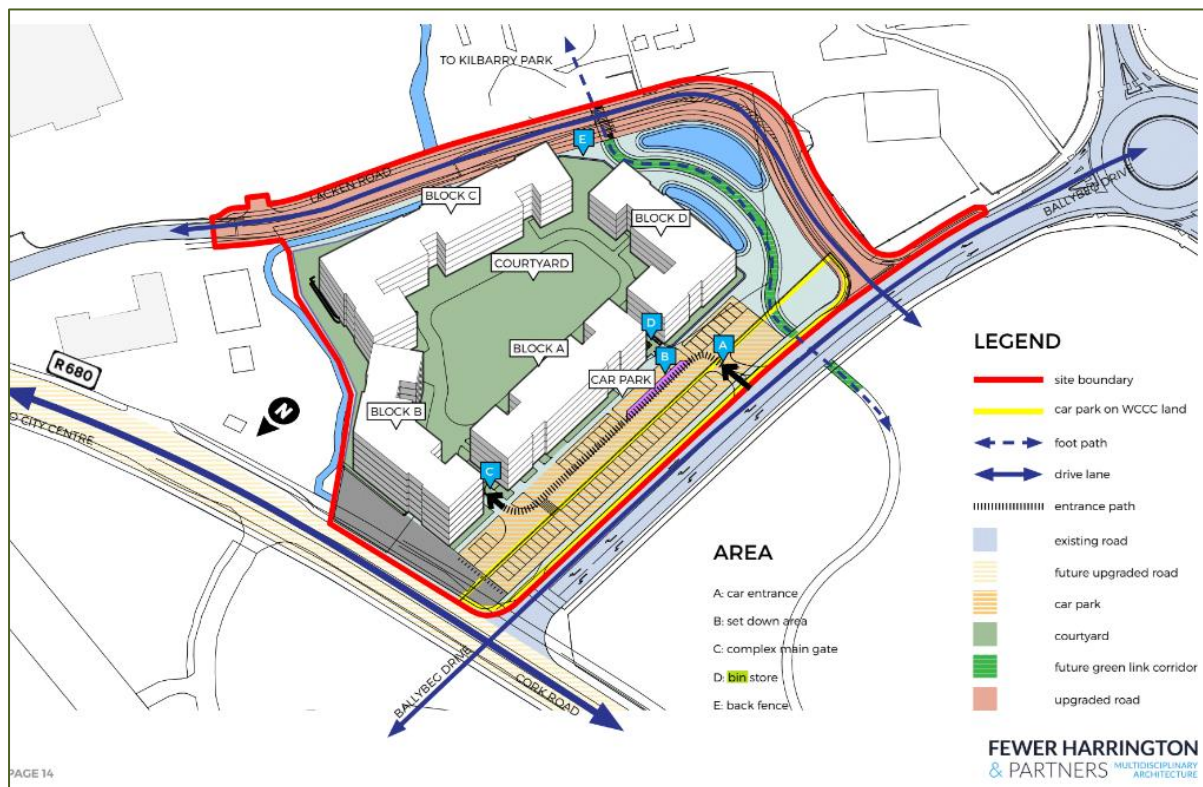 TO KILBARRY PARK
E
LACKEN ROAD
BLOCK C
BLOCK D
BALLYBEG DRIVE
COURTYARD
D
A
BLOCK A
B
R680
CAR PARK
BLOCK B
N
O CITY CENTRE
C
BALLYBEG DRIVE
CORK ROAD
AREA
A: car entrance
B: set down area
C: complex main gate
D: bin store
E: back fence
LEGEND
site boundary
car park on WCCC land
foot path
drive lane
entrance path
existing road
future upgraded road
car park
courtyard
future green link corridor
upgraded road
PAGE 14
FEWER HARRINGTON
& PARTNERS MULTIDISCIPLINARY
ARCHITECTURE